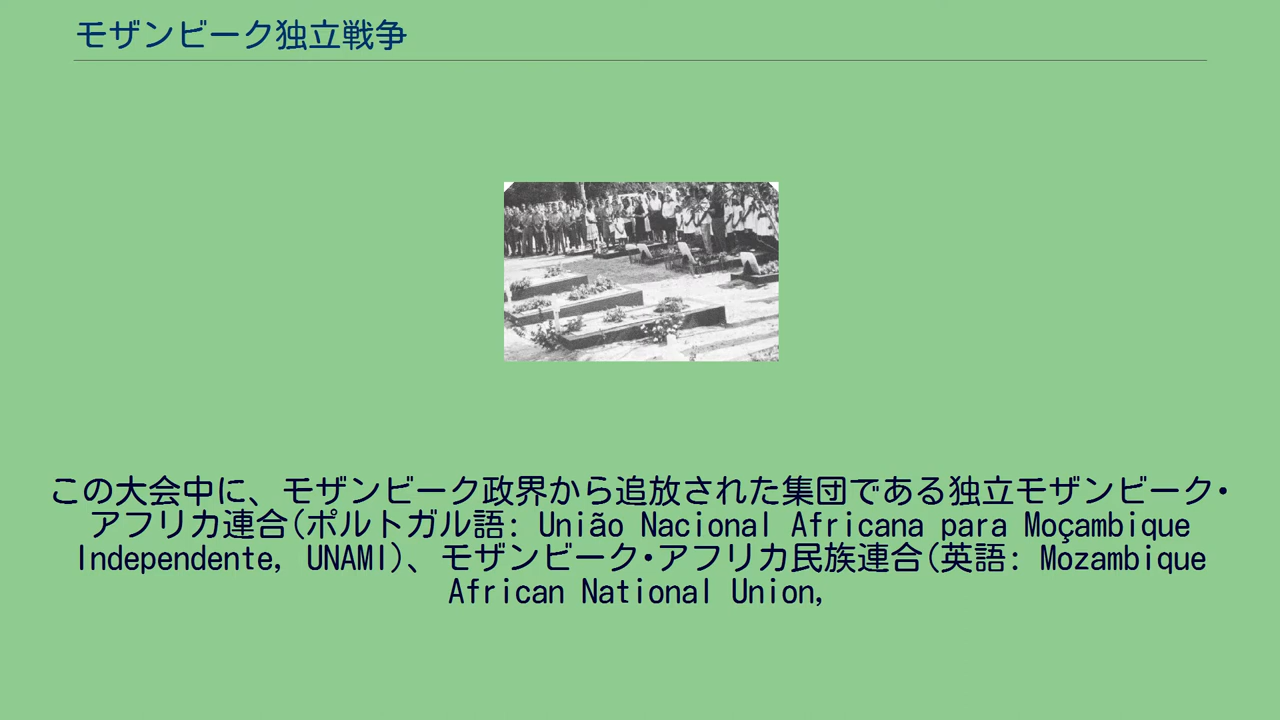 モザンビーク独立戦争
この大会中に、モザンビーク政界から追放された集団である独立モザンビーク・
アフリカ連合(ポルトガル語: União Nacional Africana para Moçambique
Independente, UNAMI)、モザンビーク・アフリカ民族連合(英語: Mozambique
African National Union,